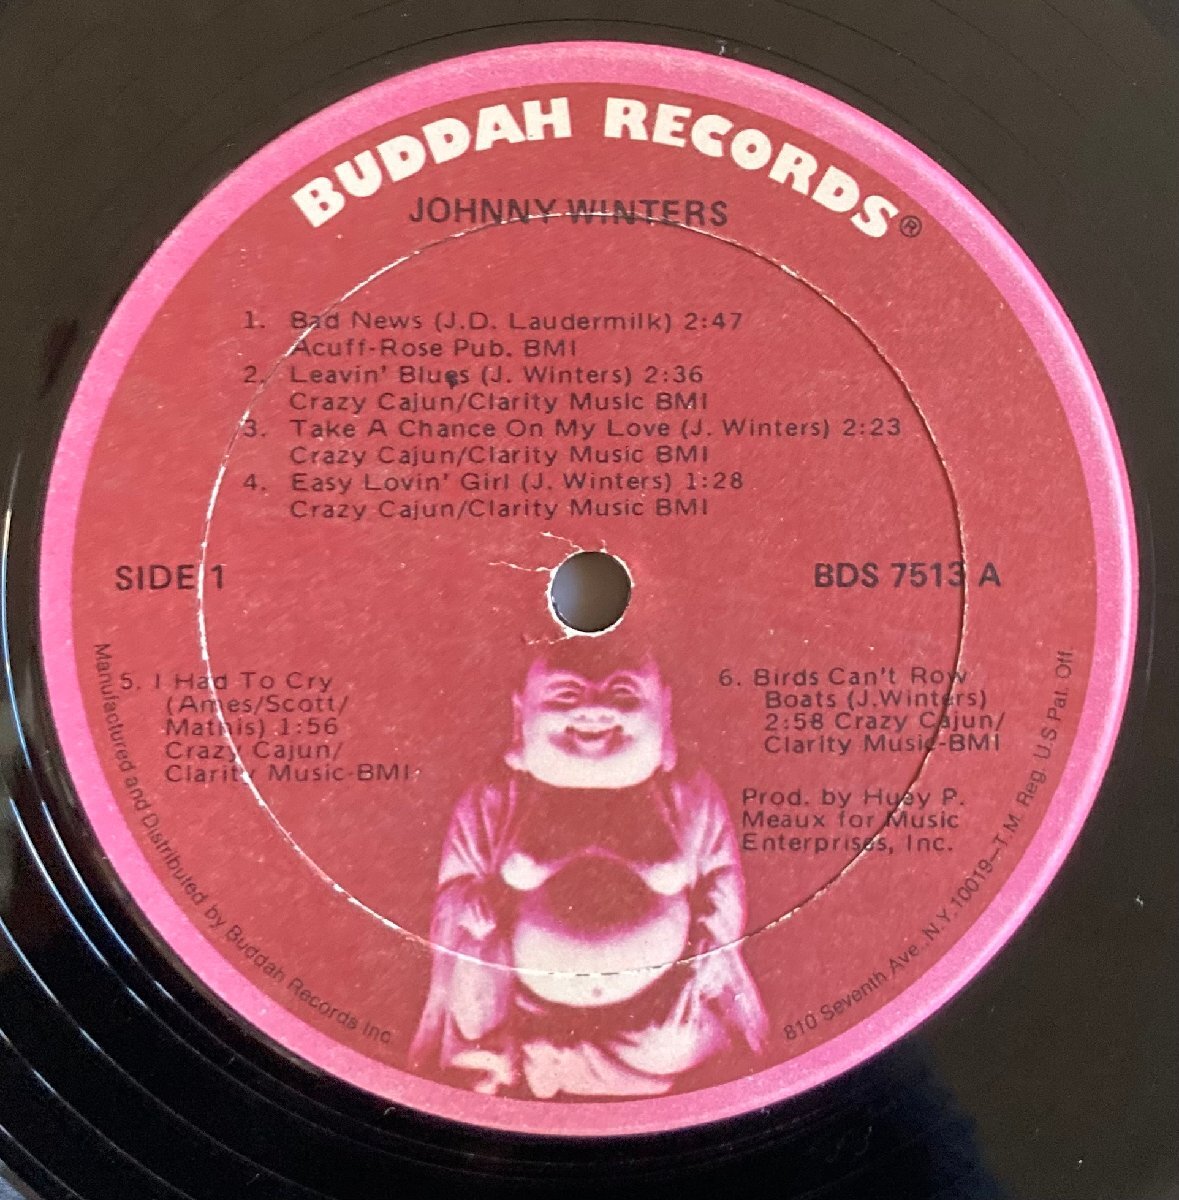 BUDDAH RECORDS®
JOHNNY WINTERS
1. Bad News (J.D. Laudermilk) 2:47
Acuff-Rose Pub. BMI
2. Leavin' Blues (J. Winters) 2:36
Crazy Cajun/Clarity Music BMI
3. Take A Chance On My Love (J. Winters) 2:23
Crazy Cajun/Clarity Music BMI
4. Easy Lovin' Girl (J. Winters) 1:28
Crazy Cajun/Clarity Music BMI
SIDE 1
BDS 7513 A
5. I Had To Cry
(Ames/Scott/
Mathis) 1:56
Crazy Cajun/
Clarity Music-BMI
6. Birds Can't Row
Boats (J.Winters)
2:58 Crazy Cajun/
Clarity Music-BMI
Prod. by Huey P.
Meaux for Music
Enterprises, Inc.
Manufactured and Distributed by Buddah Records Inc.
810 Seventh Ave., N.Y. 10019—T.M. Reg. U.S. Pat. Off.